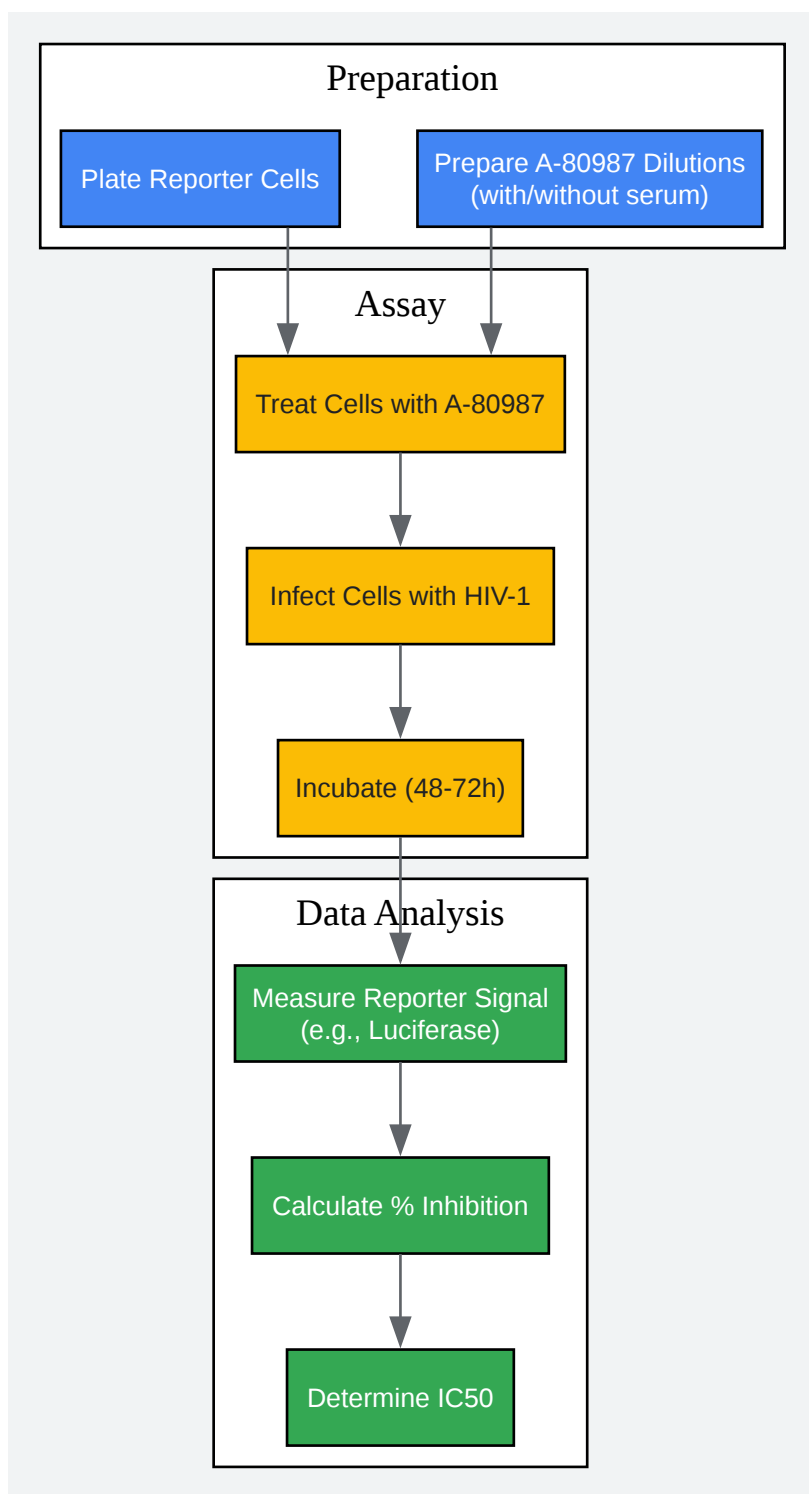 Preparation
Plate Reporter Cells
Prepare A-80987 Dilutions
(with/without serum)
Assay
Treat Cells with A-80987
Infect Cells with HIV-1
Incubate (48-72h)
Data Analysis
Measure Reporter Signal
(e.g., Luciferase)
Calculate % Inhibition
Determine IC50